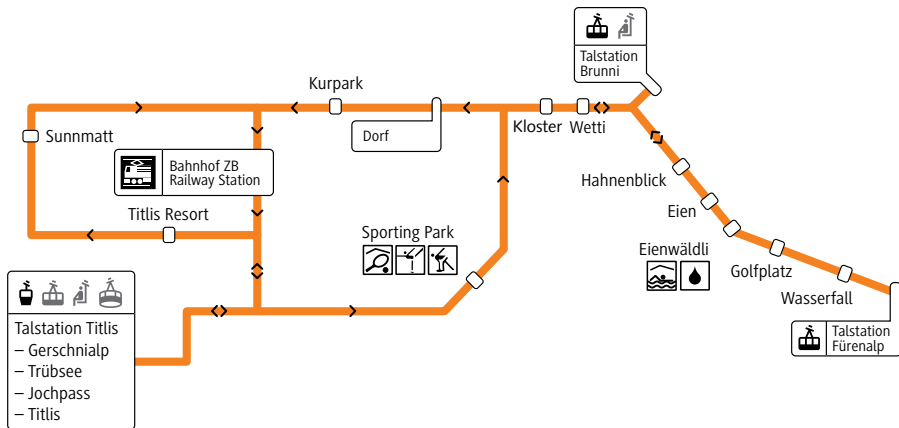 Talstation
Brunni
Kurpark
Dorf
Kloster
Wetti
Sunnmatt
Bahnhof ZB
Railway Station
Hahnenblick
Titlis Resort
Eien
Sporting Park
Eienwäldli
Golfplatz
Wasserfall
Talstation Titlis
– Gerschnialp
– Trübsee
– Jochpass
– Titlis
Talstation
Fürenalp